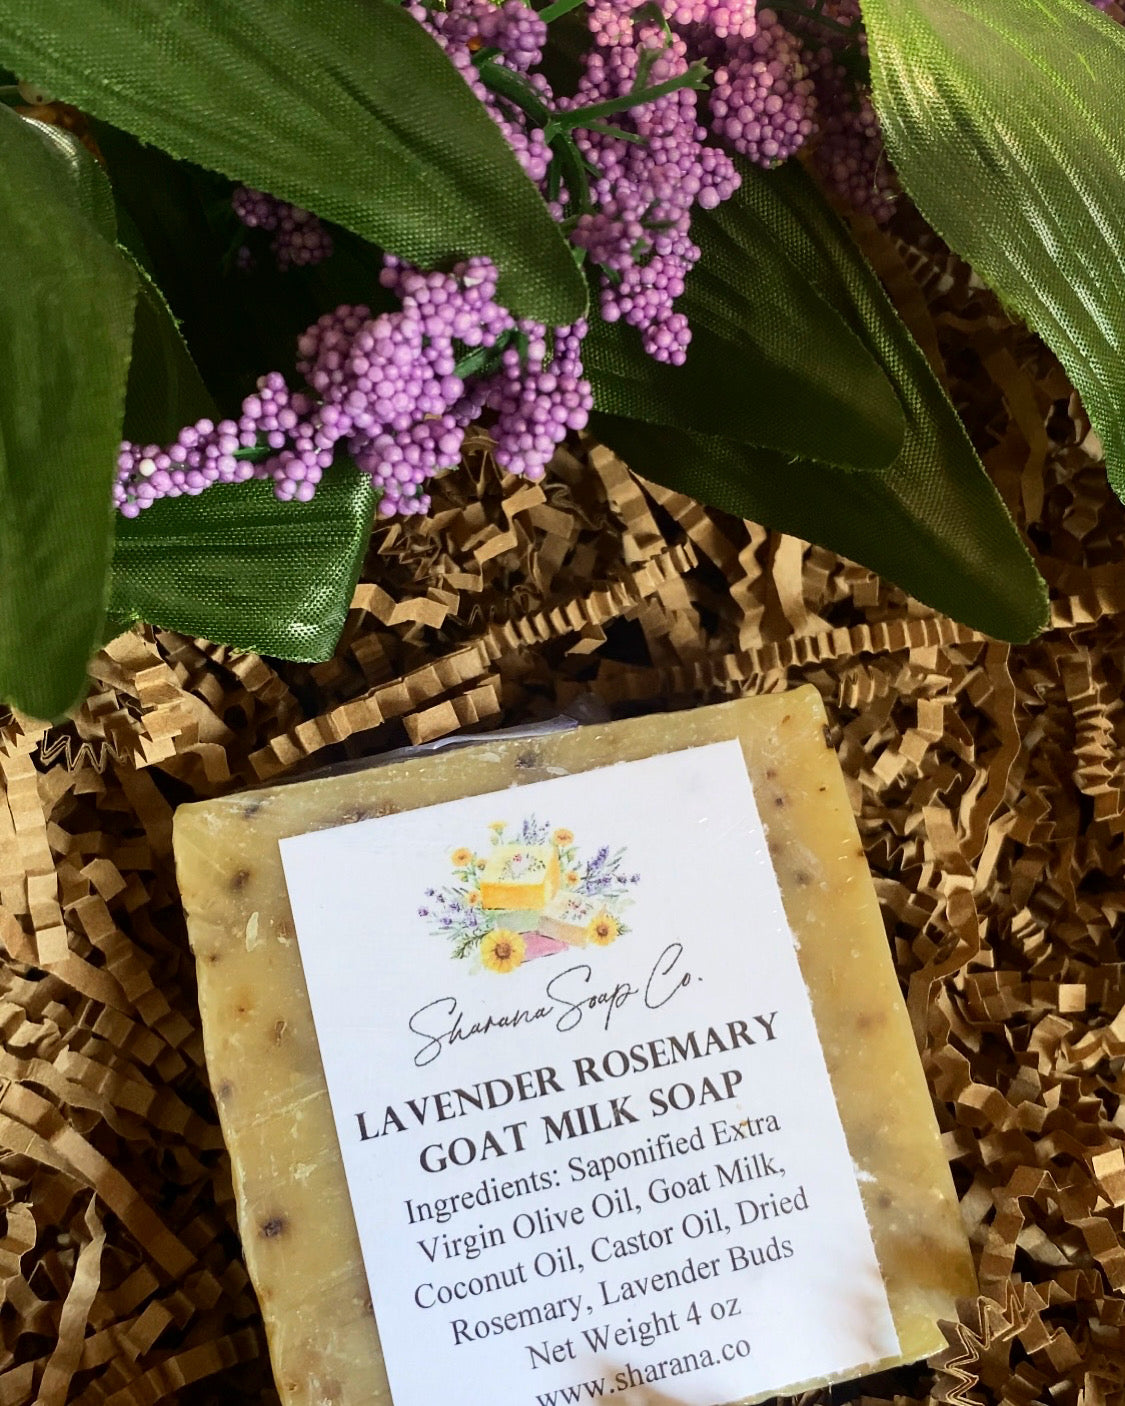 Sharana Soap Co.
LAVENDER ROSEMARY
GOAT MILK SOAP
Ingredients: Saponified Extra
Virgin Olive Oil, Goat Milk,
Coconut Oil, Castor Oil, Dried
Rosemary, Lavender Buds
Net Weight 4 oz
www.sharana.co